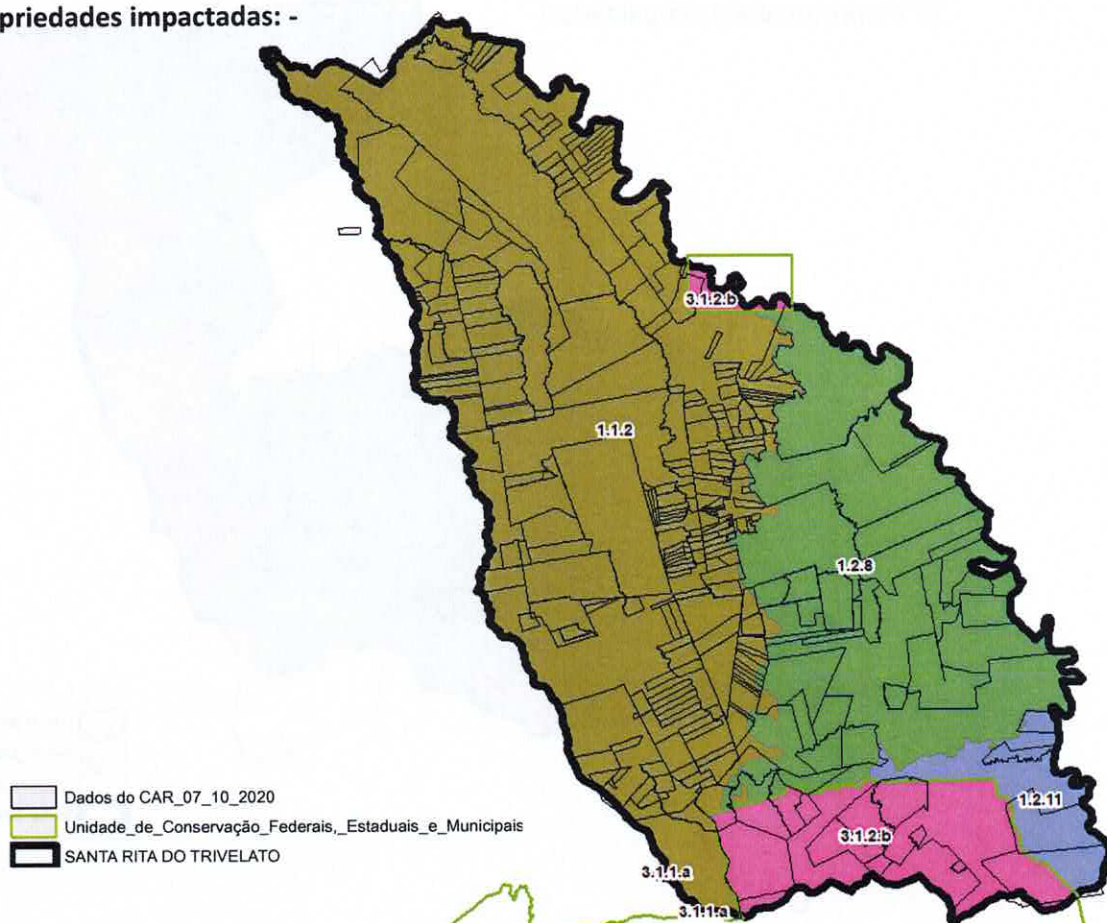 priedades impactadas: -
3.1.2.b
1.1.2
1.2.8
1.2.11
3.1.2.b
3.1.1.a
3.1.1.a
Dados do CAR_07_10_2020
Unidade_de_Conservação_Federais,_Estaduais_e_Municipais
SANTA RITA DO TRIVELATO